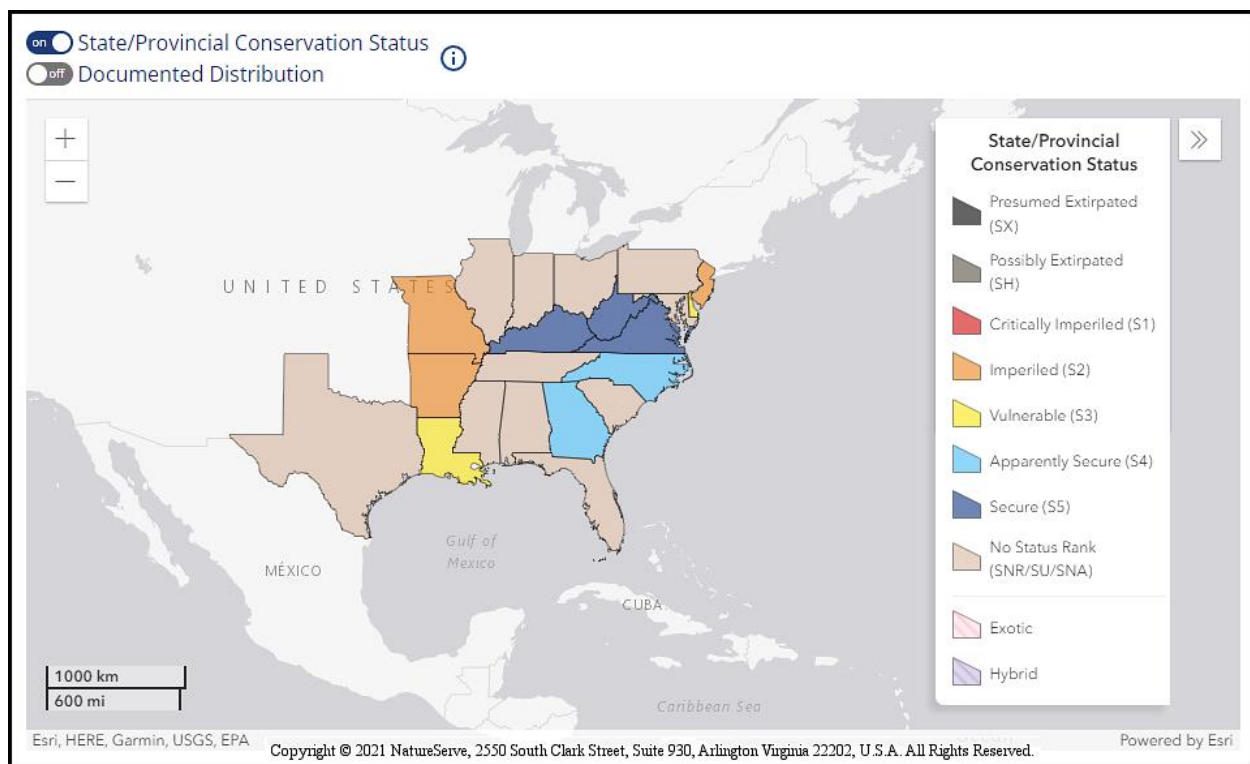 on State/Provincial Conservation Status
off Documented Distribution
State/Provincial
Conservation Status
Presumed Extirpated
(SX)
Possibly Extirpated
(SH)
Critically Imperiled (S1)
Imperiled (S2)
Vulnerable (S3)
Apparently Secure (S4)
Secure (S5)
No Status Rank
(SNR/SU/SNA)
Exotic
Hybrid
UNITED STATES
Gulf of
Mexico
MÉXICO
CUBA
Caribbean Sea
1000 km
600 mi
Esri, HERE, Garmin, USGS, EPA
Copyright © 2021 NatureServe, 2550 South Clark Street, Suite 930, Arlington Virginia 22202, U.S.A. All Rights Reserved.
Powered by Esri